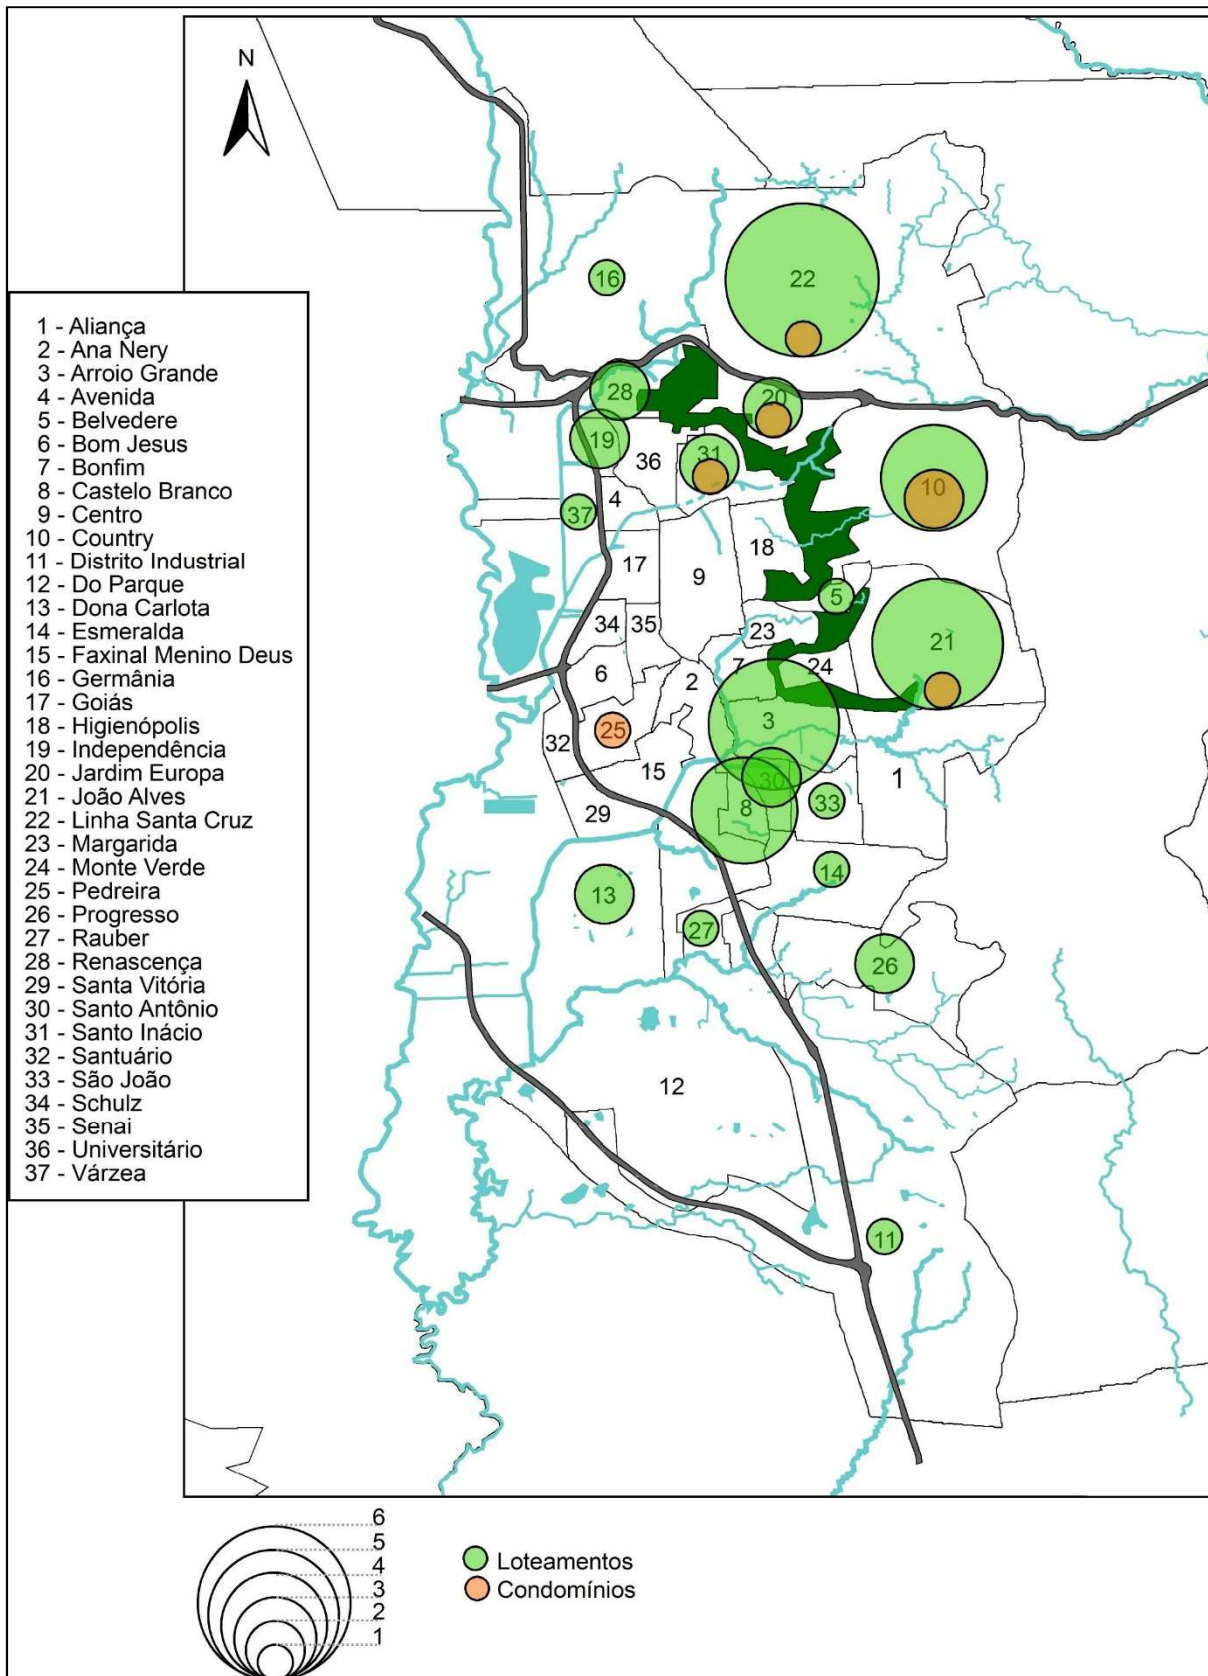 N
1 - Aliança
2 - Ana Nery
3 - Arroio Grande
4 - Avenida
5 - Belvedere
6 - Bom Jesus
7 - Bonfim
8 - Castelo Branco
9 - Centro
10 - Country
11 - Distrito Industrial
12 - Do Parque
13 - Dona Carlota
14 - Esmeralda
15 - Faxinal Menino Deus
16 - Germânia
17 - Goiás
18 - Higienópolis
19 - Independência
20 - Jardim Europa
21 - João Alves
22 - Linha Santa Cruz
23 - Margarida
24 - Monte Verde
25 - Pedreira
26 - Progresso
27 - Rauber
28 - Renascença
29 - Santa Vitória
30 - Santo Antônio
31 - Santo Inácio
32 - Santuário
33 - São João
34 - Schulz
35 - Senai
36 - Universitário
37 - Várzea
16
22
28
20
19
36
31
10
37
4
17
9
18
5
34
35
23
21
6
2
7
24
25
3
32
15
30
1
29
8
33
13
14
27
26
12
11
6
5
4
3
2
1
Loteamentos
Condomínios